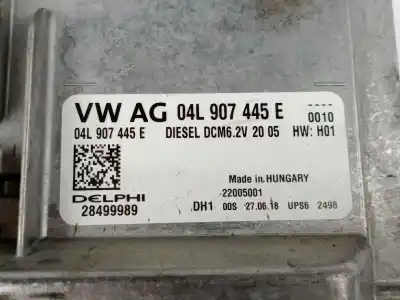 VW AG 04L 907 445 E
----
0010
04L 907 445 E DIESEL DCM6.2V 20 05 HW: H01
Made in HUNGARY
22005001
DELPHI
28499989
DH1 00S 27.06.18 UPS6 2498